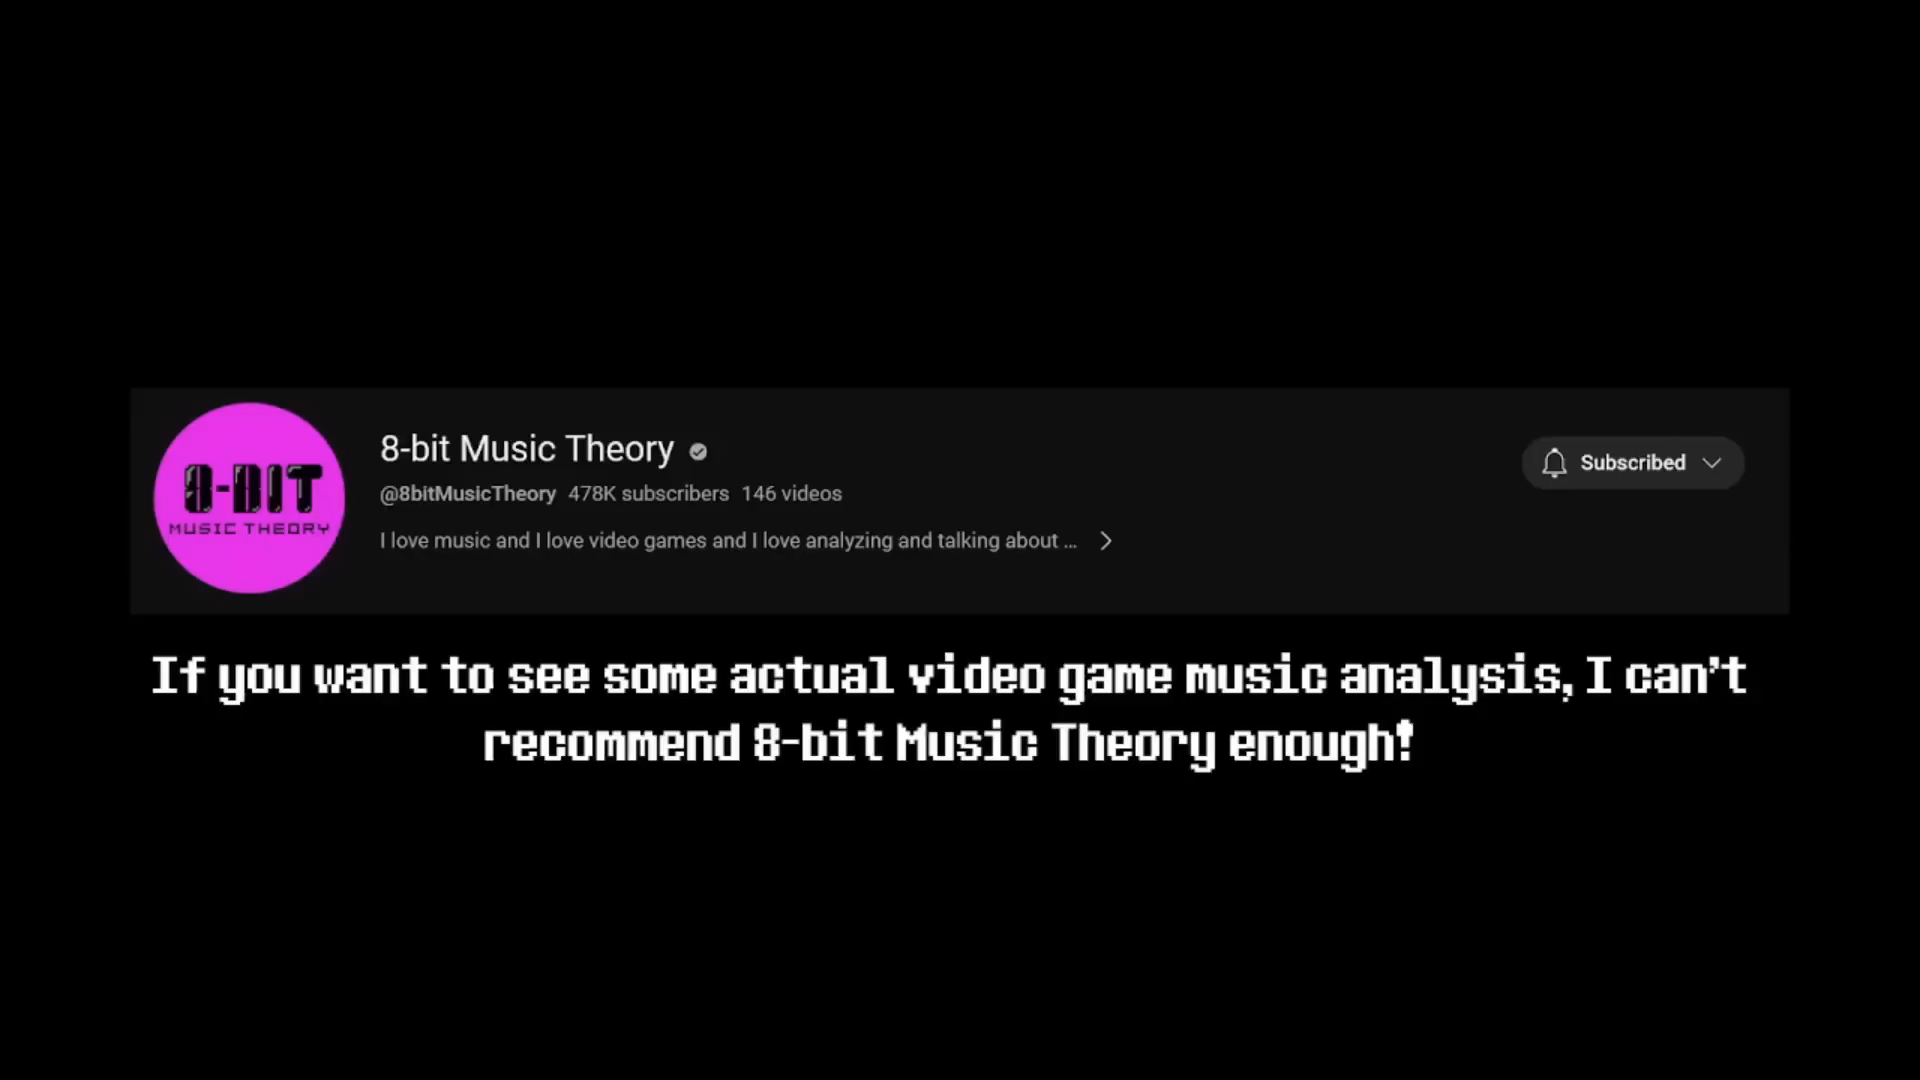 8-BIT
MUSIC THEORY
8-bit Music Theory
@8bitMusicTheory 478K subscribers 146 videos
I love music and I love video games and I love analyzing and talking about ...
Subscribed
If you want to see some actual video game music analysis, I can't
recommend 8-bit Music Theory enough!